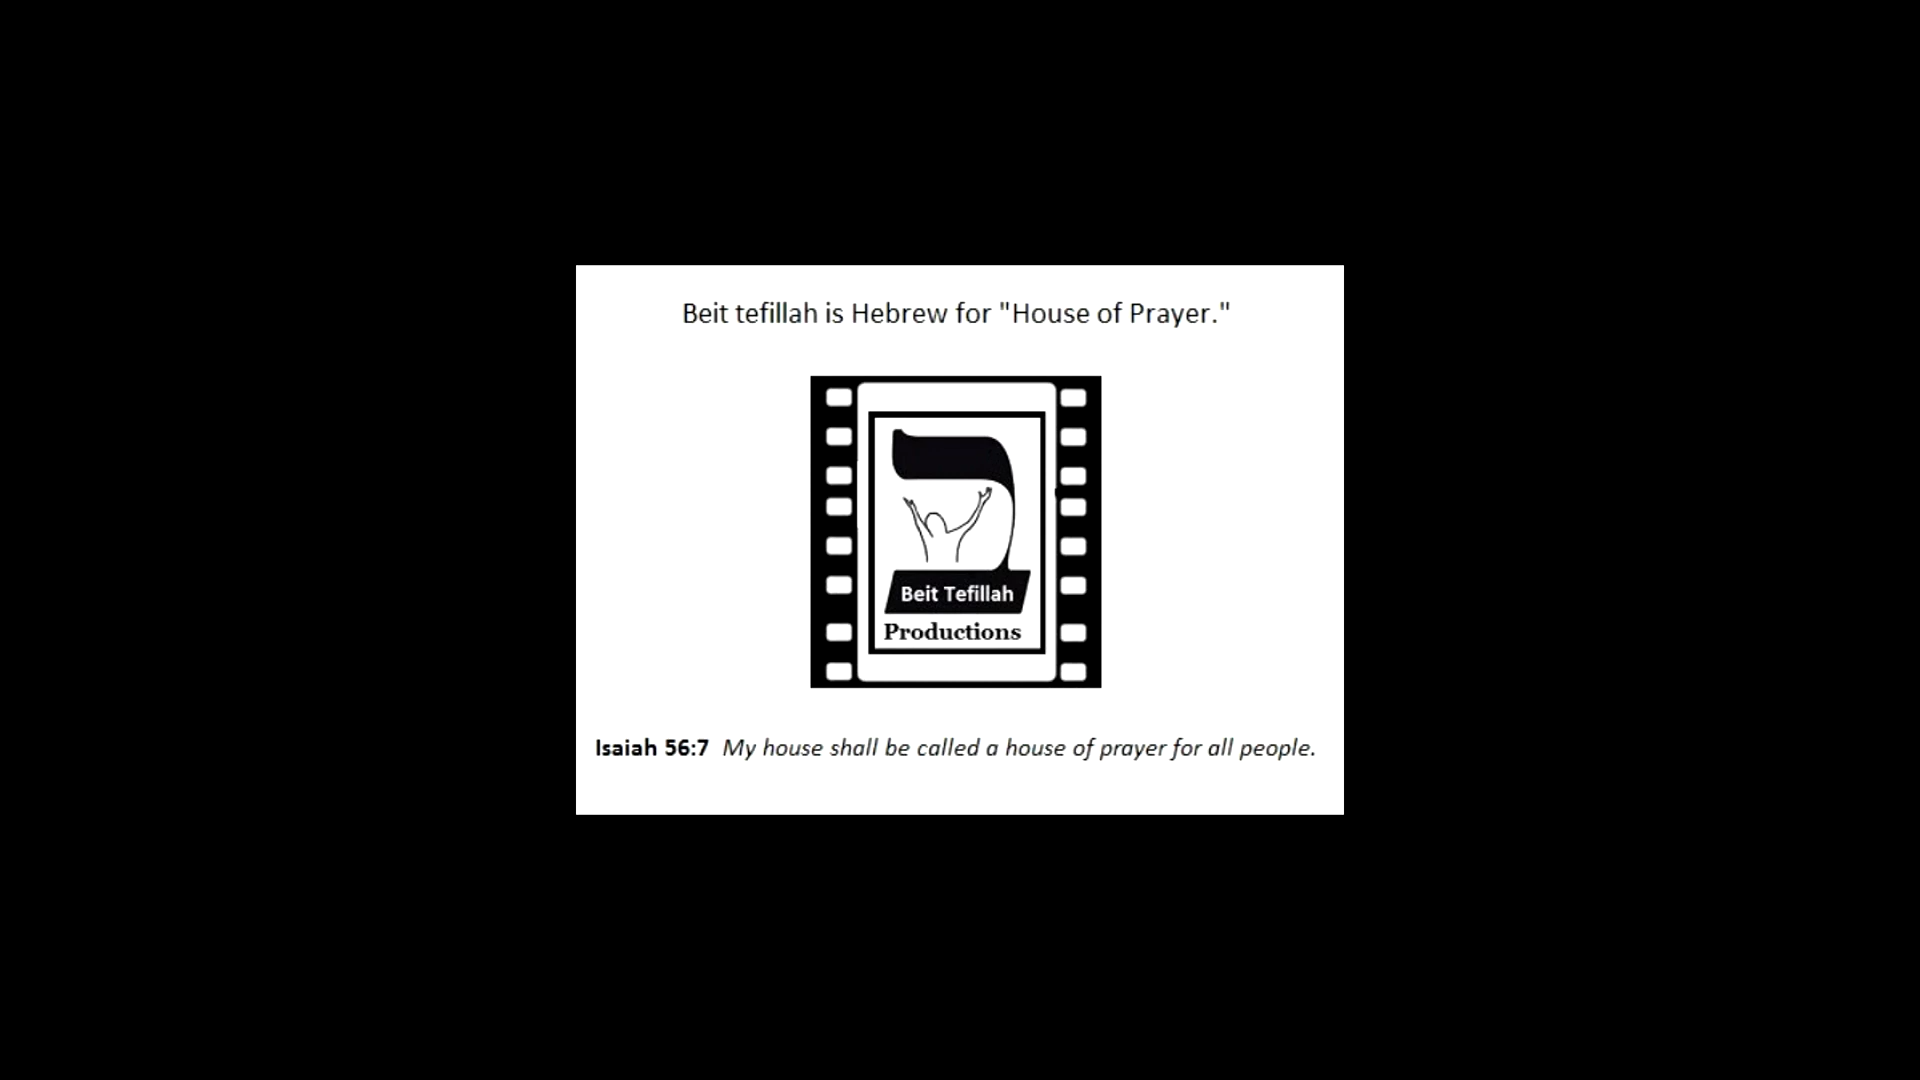 Beit tefillah is Hebrew for "House of Prayer."
Beit Tefillah
Productions
Isaiah 56:7 My house shall be called a house of prayer for all people.